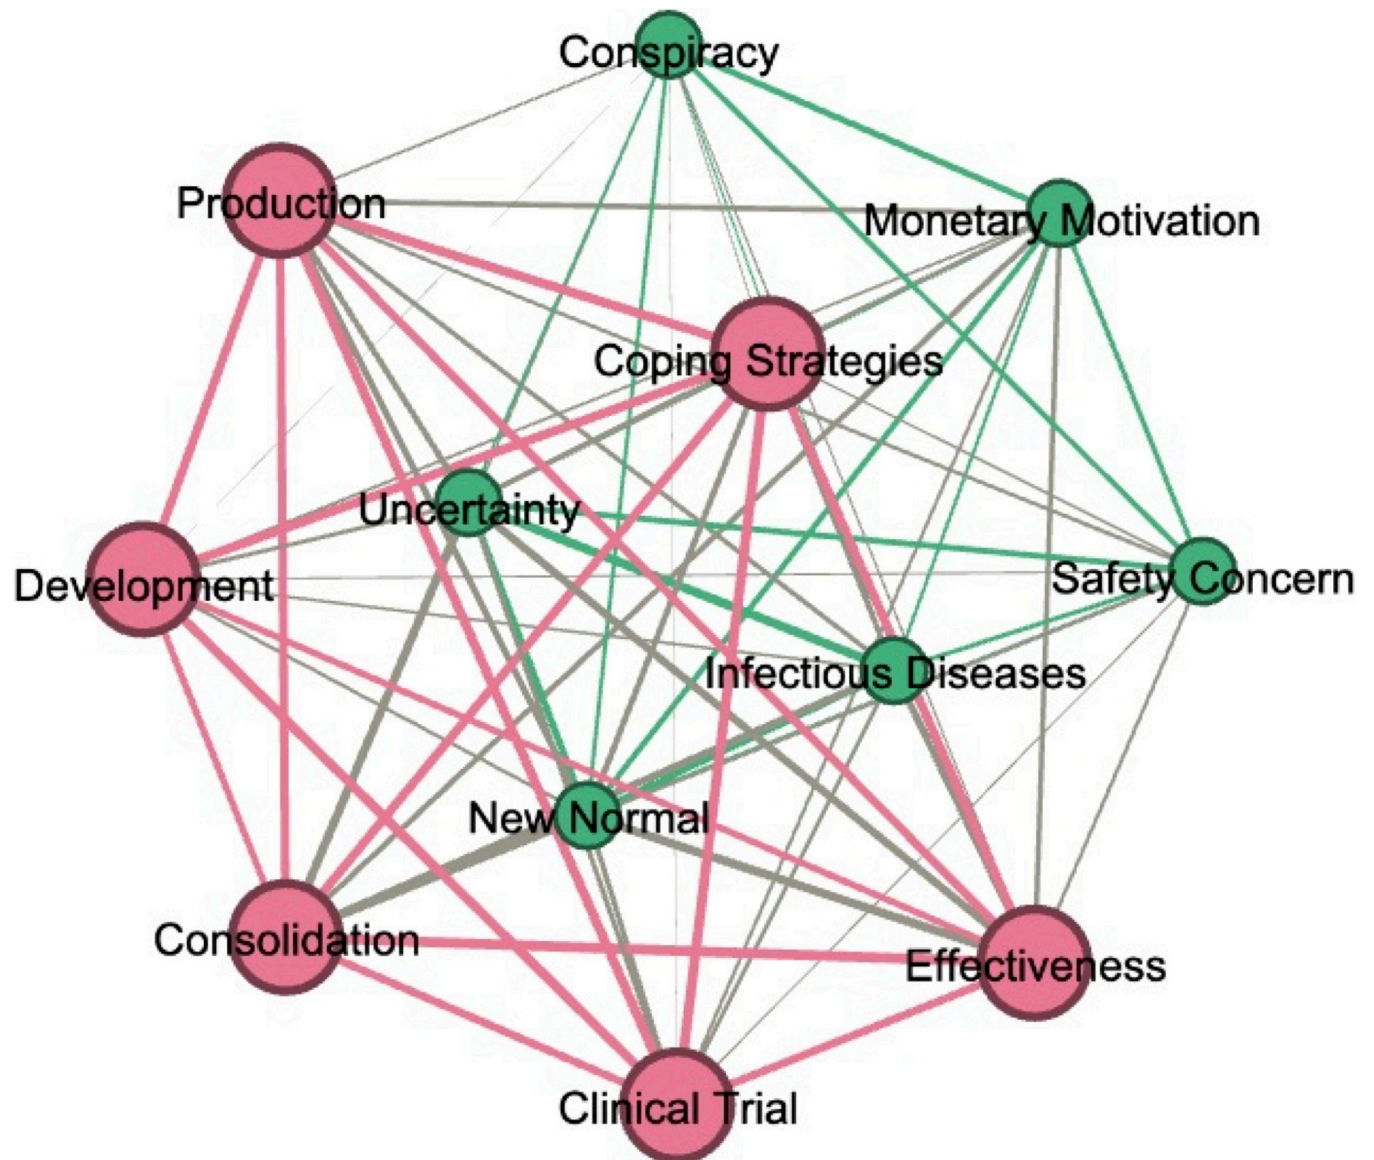 Conspiracy
Production
Monetary Motivation
Coping Strategies
Uncertainty
Development
Safety Concern
Infectious Diseases
New Normal
Consolidation
Effectiveness
Clinical Trial